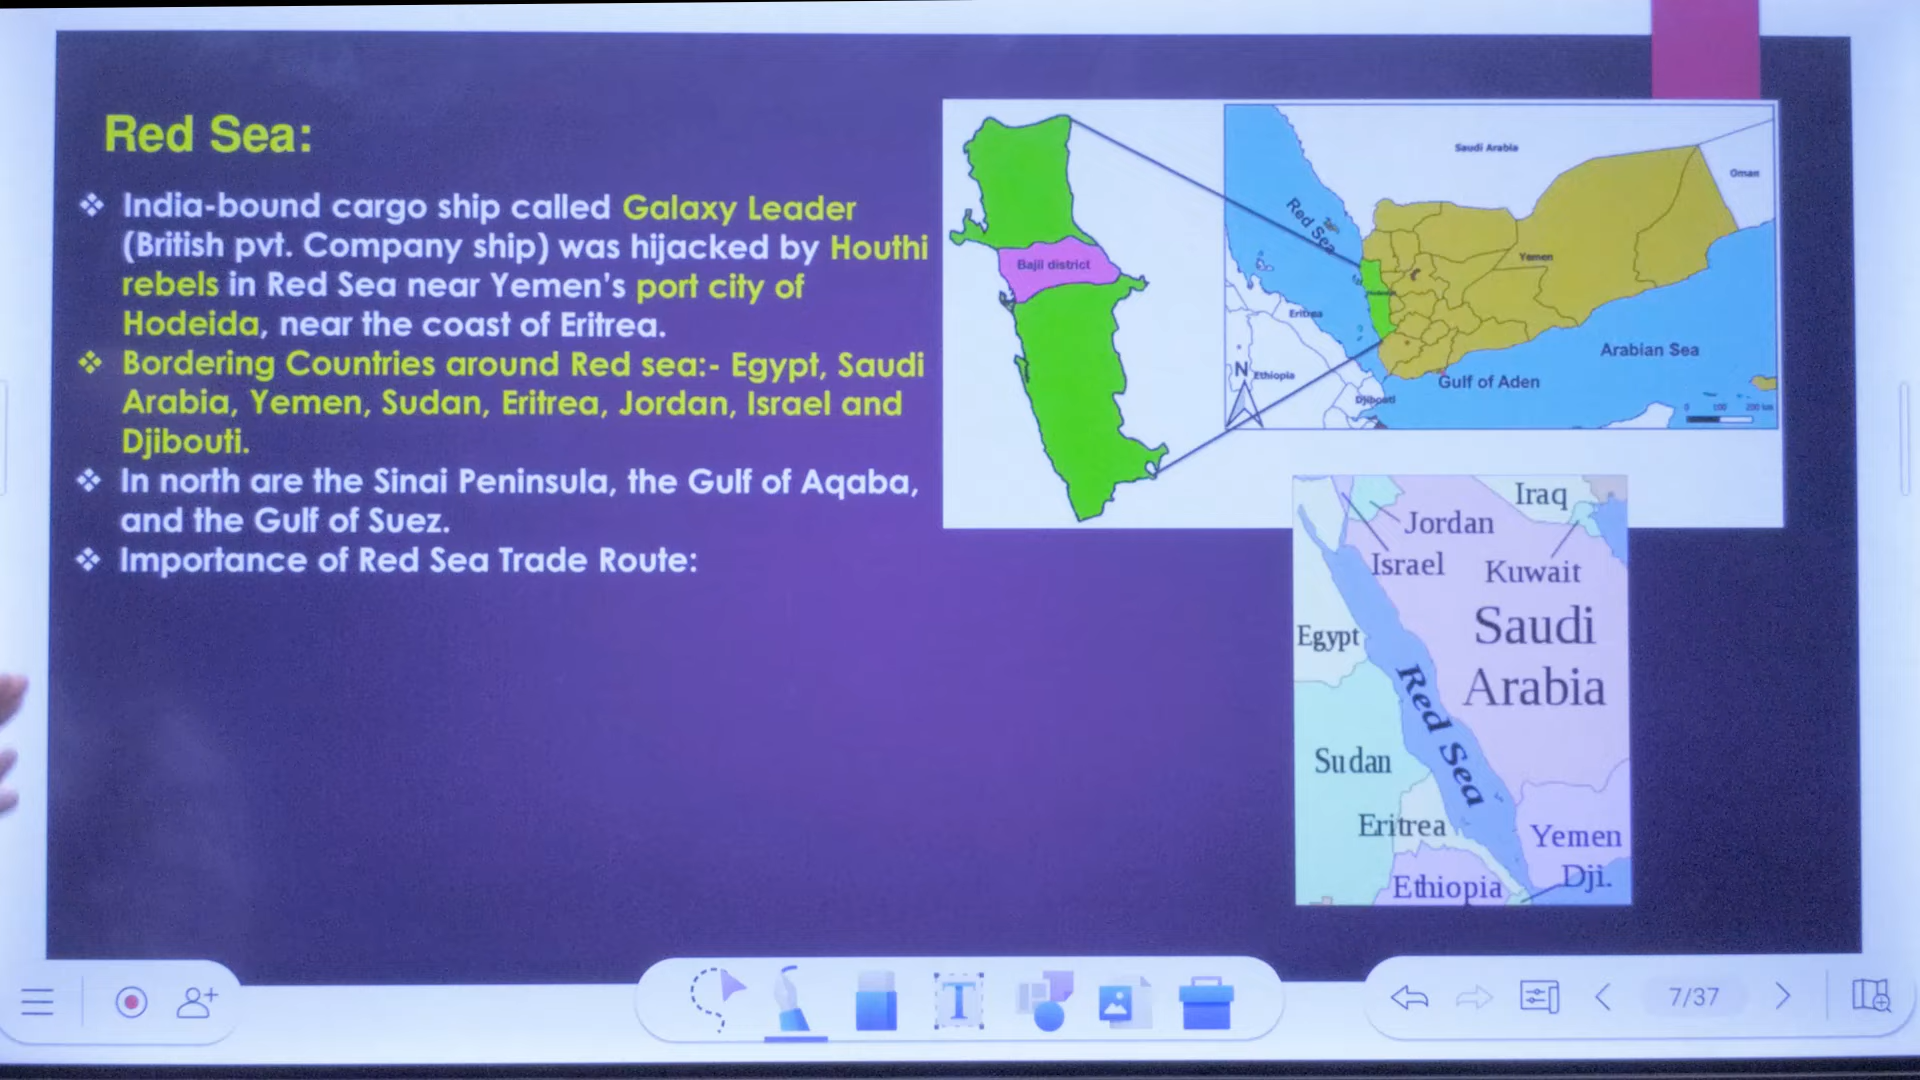 Red Sea:
❖ India-bound cargo ship called Galaxy Leader
(British pvt. Company ship) was hijacked by Houthi
rebels in Red Sea near Yemen's port city of
Hodeida, near the coast of Eritrea.
❖ Bordering Countries around Red sea:- Egypt, Saudi
Arabia, Yemen, Sudan, Eritrea, Jordan, Israel and
Djibouti.
❖ In north are the Sinai Peninsula, the Gulf of Aqaba,
and the Gulf of Suez.
❖ Importance of Red Sea Trade Route:
Bajil district
Saudi Arabia
Oman
Red Sea
Yemen
Eritrea
Arabian Sea
N
Ethiopia
Gulf of Aden
Djibouti
0 100 200 km
Iraq
Jordan
Israel
Kuwait
Saudi
Arabia
Egypt
Red Sea
Sudan
Eritrea
Yemen
Dji.
Ethiopia
T
7/37